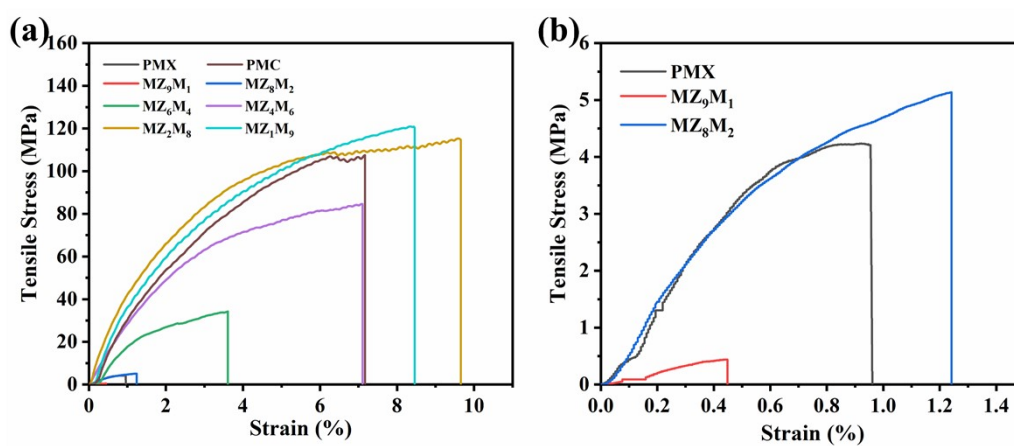 (a)
160
140
120
100
80
60
40
20
0
0 2 4 6 8 10
Tensile Stress (MPa)
Strain (%)
PMX PMC
MZ₉M₁ MZ₈M₂
MZ₆M₄ MZ₄M₆
MZ₂M₈ MZ₁M₉
(b)
6
5
4
3
2
1
0
0.0 0.2 0.4 0.6 0.8 1.0 1.2 1.4
Tensile Stress (MPa)
Strain (%)
PMX
MZ₉M₁
MZ₈M₂